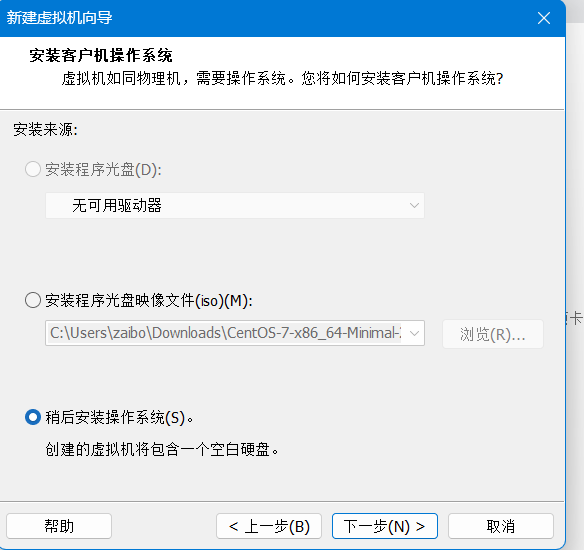 新建虚拟机向导
安装客户机操作系统
虚拟机如同物理机，需要操作系统。您将如何安装客户机操作系统?
安装来源:
安装程序光盘(D):
无可用驱动器
安装程序光盘映像文件(iso)(M):
C:\Users\zaibo\Downloads\CentOS-7-x86_64-Minimal-
浏览(R)...
稍后安装操作系统(S)。
创建的虚拟机将包含一个空白硬盘。
帮助
< 上一步(B)
下一步(N) >
取消
卡